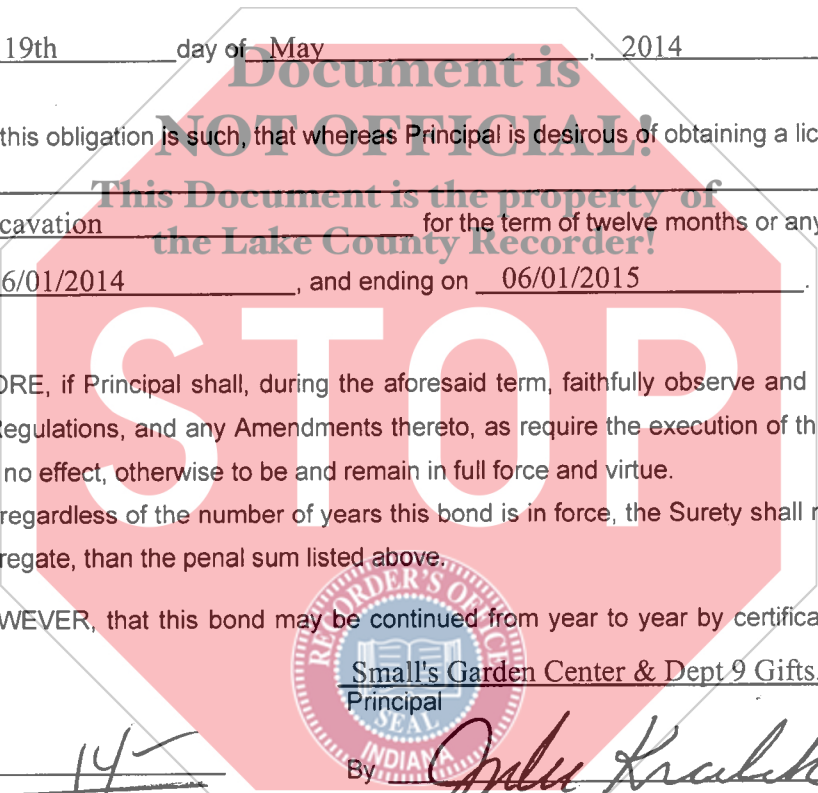 19th day of May, 2014
Document is
NOT OFFICIAL!
this obligation is such, that whereas Principal is desirous of obtaining a lic
This Document is the property of
cavation for the term of twelve months or any
the Lake County Recorder!
6/01/2014, and ending on 06/01/2015.
STOP
ORE, if Principal shall, during the aforesaid term, faithfully observe and
Regulations, and any Amendments thereto, as require the execution of th
no effect, otherwise to be and remain in full force and virtue.
regardless of the number of years this bond is in force, the Surety shall
regate, than the penal sum listed above.
WEVER, that this bond may be continued from year to year by certifica
RECORDER'S OFFICE
SEAL
INDIANA
Small's Garden Center & Dept 9 Gifts,
Principal
14
By